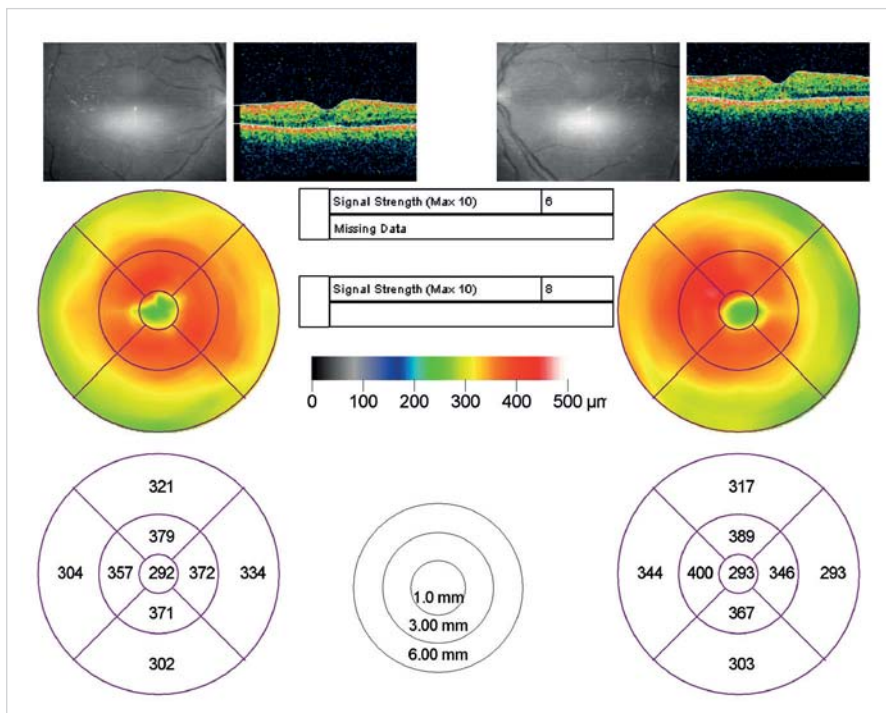 Signal Strength (Max 10) 6
Missing Data
Signal Strength (Max 10) 8
0 100 200 300 400 500 µm
321
379
304 357 292 372 334
371
302
1.0 mm
3.00 mm
6.00 mm
317
389
344 400 293 346 293
367
303